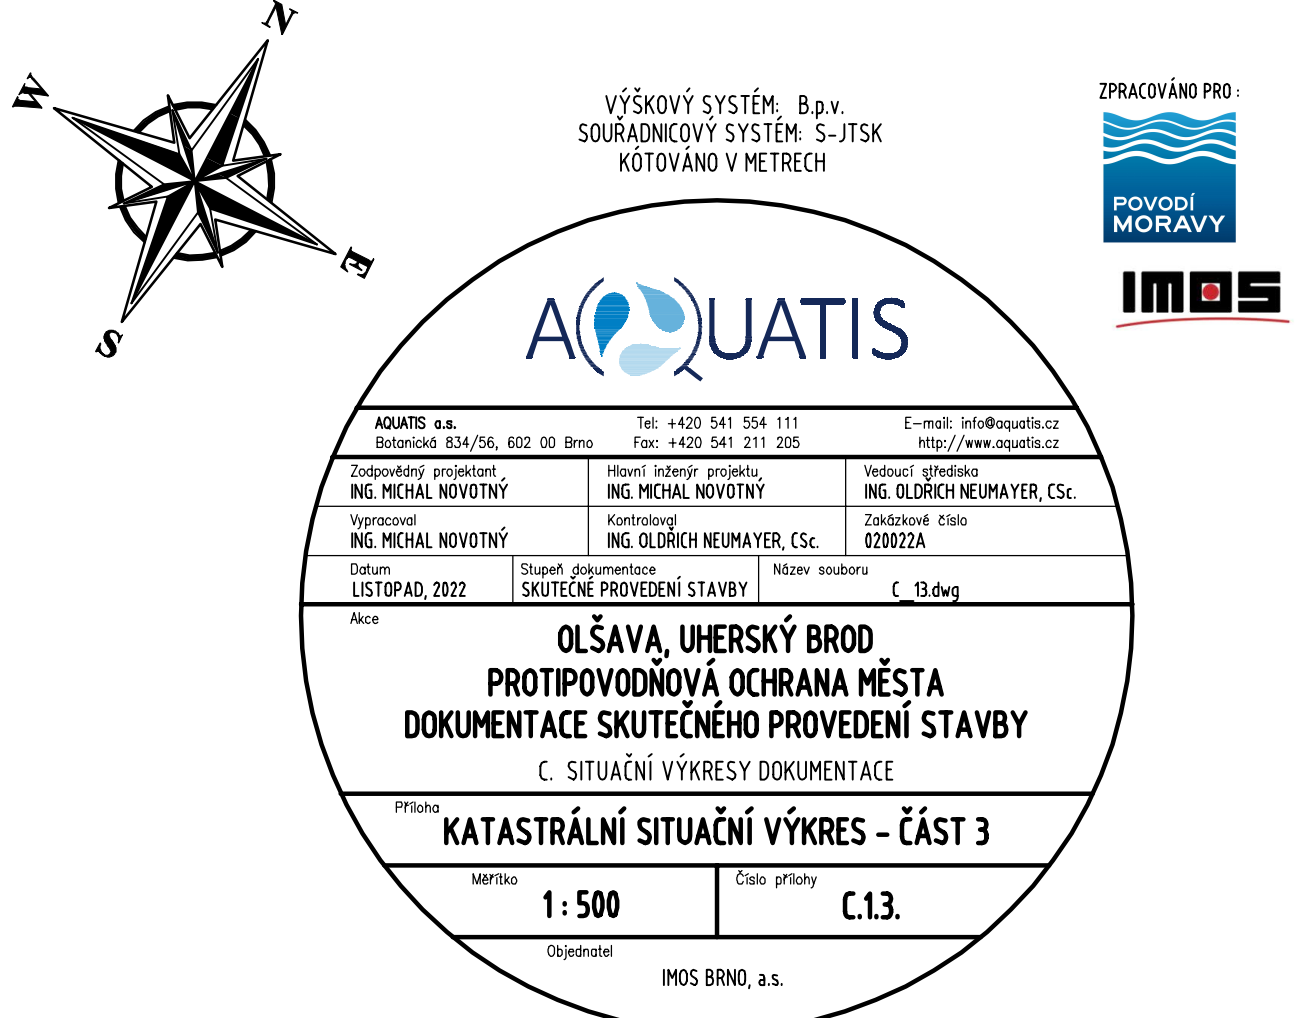 N
W
E
S
VÝŠKOVÝ SYSTÉM: B.p.v.
SOUŘADNICOVÝ SYSTÉM: S-JTSK
KÓTOVÁNO V METRECH
ZPRACOVÁNO PRO :
POVODÍ
MORAVY
IMOS
AQUATIS
AQUATIS a.s. Tel: +420 541 554 111 E-mail: info@aquatis.cz
Botanická 834/56, 602 00 Brno Fax: +420 541 211 205 http://www.aquatis.cz
Zodpovědný projektant Hlavní inženýr projektu Vedoucí střediska
ING. MICHAL NOVOTNÝ ING. MICHAL NOVOTNÝ ING. OLDŘICH NEUMAYER, CSc.
Vypracoval Kontroloval Zakázkové číslo
ING. MICHAL NOVOTNÝ ING. OLDŘICH NEUMAYER, CSc. 020022A
Datum Stupeň dokumentace Název souboru
LISTOPAD, 2022 SKUTEČNÉ PROVEDENÍ STAVBY C_13.dwg
Akce
OLŠAVA, UHERSKÝ BROD
PROTIPOVODŇOVÁ OCHRANA MĚSTA
DOKUMENTACE SKUTEČNÉHO PROVEDENÍ STAVBY
C. SITUAČNÍ VÝKRESY DOKUMENTACE
Příloha
KATASTRÁLNÍ SITUAČNÍ VÝKRES - ČÁST 3
Měřítko Číslo přílohy
1 : 500 C.1.3.
Objednatel
IMOS BRNO, a.s.